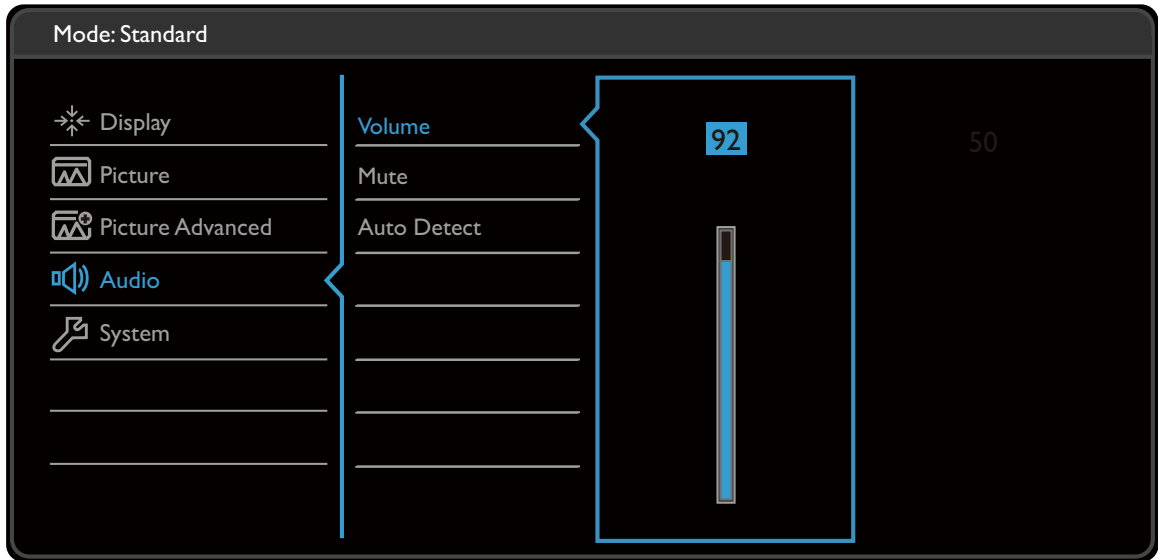 Mode: Standard
Display
Picture
Picture Advanced
Audio
System
Volume
Mute
Auto Detect
92
50